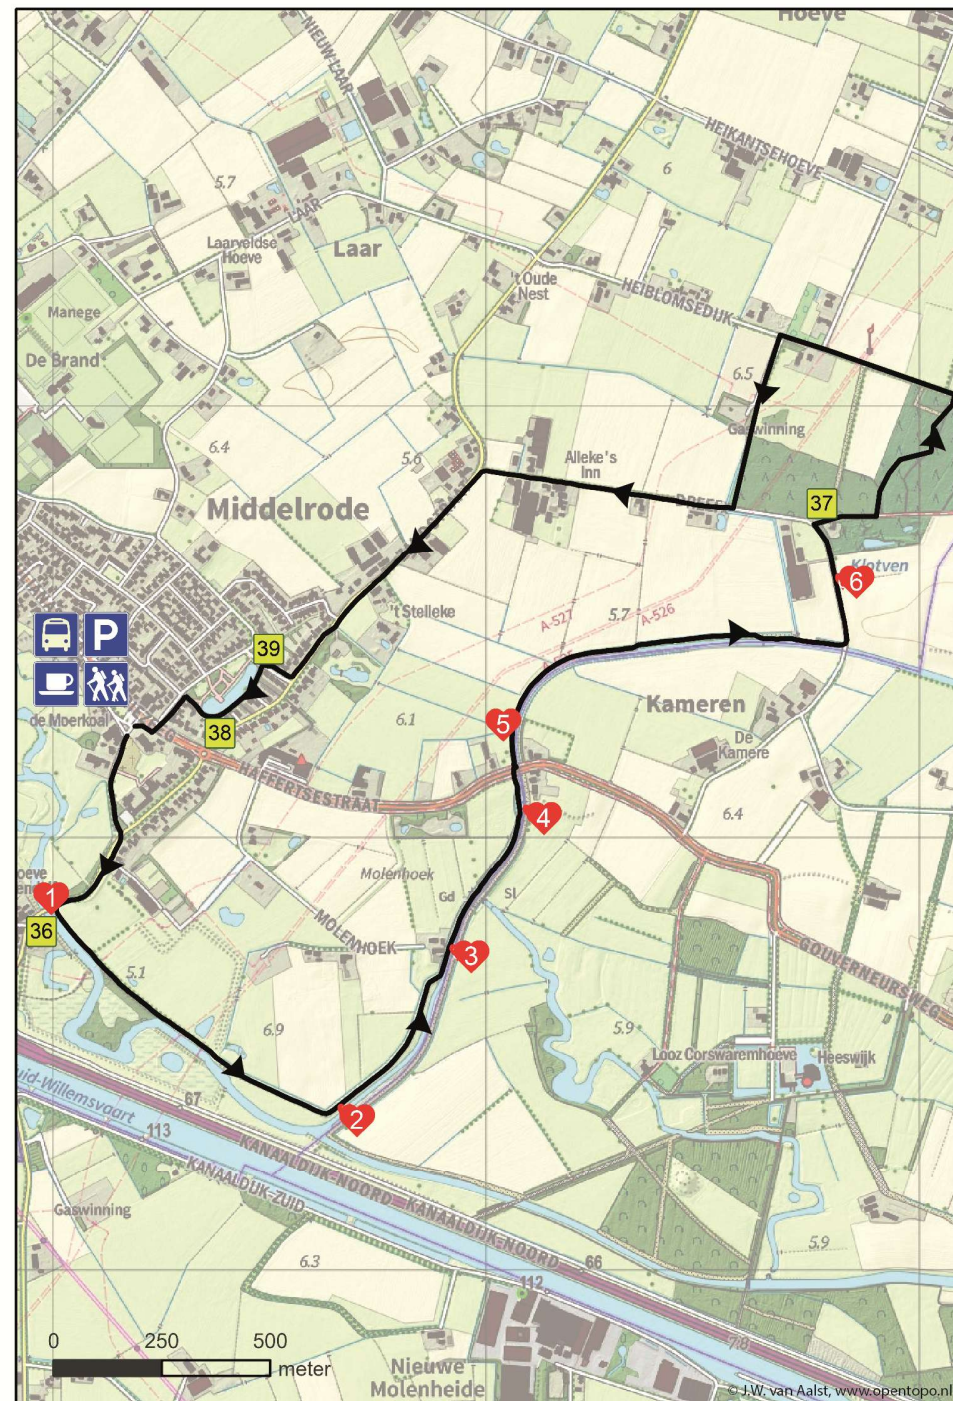 Hoeve
NIEUW-LAAR
HEIKANTSEHOEVE
5.7
6
LAAR
Laarveldse
Hoeve
Laar
't Oude
Nest
HEIBLOMSEDIJK
Manege
De Brand
6.5
Gaswinning
6.4
5.6
Alleke's
Inn
Middelrode
37
Klotven
6
't Stelleke
A-527
5.7
A-526
P
39
38
de Moerkoal
6.1
5
Kameren
De
Kamere
HAFFERTSESTRAAT
4
6.4
Molenhoek
Gd
Sl
1
36
MOLENHOEK
3
GOUVERNEURSWEG
5.1
6.9
5.9
Looz Corswaremhoeve
Heeswijk
uid-Willemsvaart
67
2
113
KANAALDIJK-NOORD
KANAALDIJK-NOORD
KANAALDIJK-ZUID
Gaswinning
5.9
6.3
66
112
7.8
0
250
500
meter
Nieuwe
Molenheide
© J.W. van Aalst, www.opentopo.nl